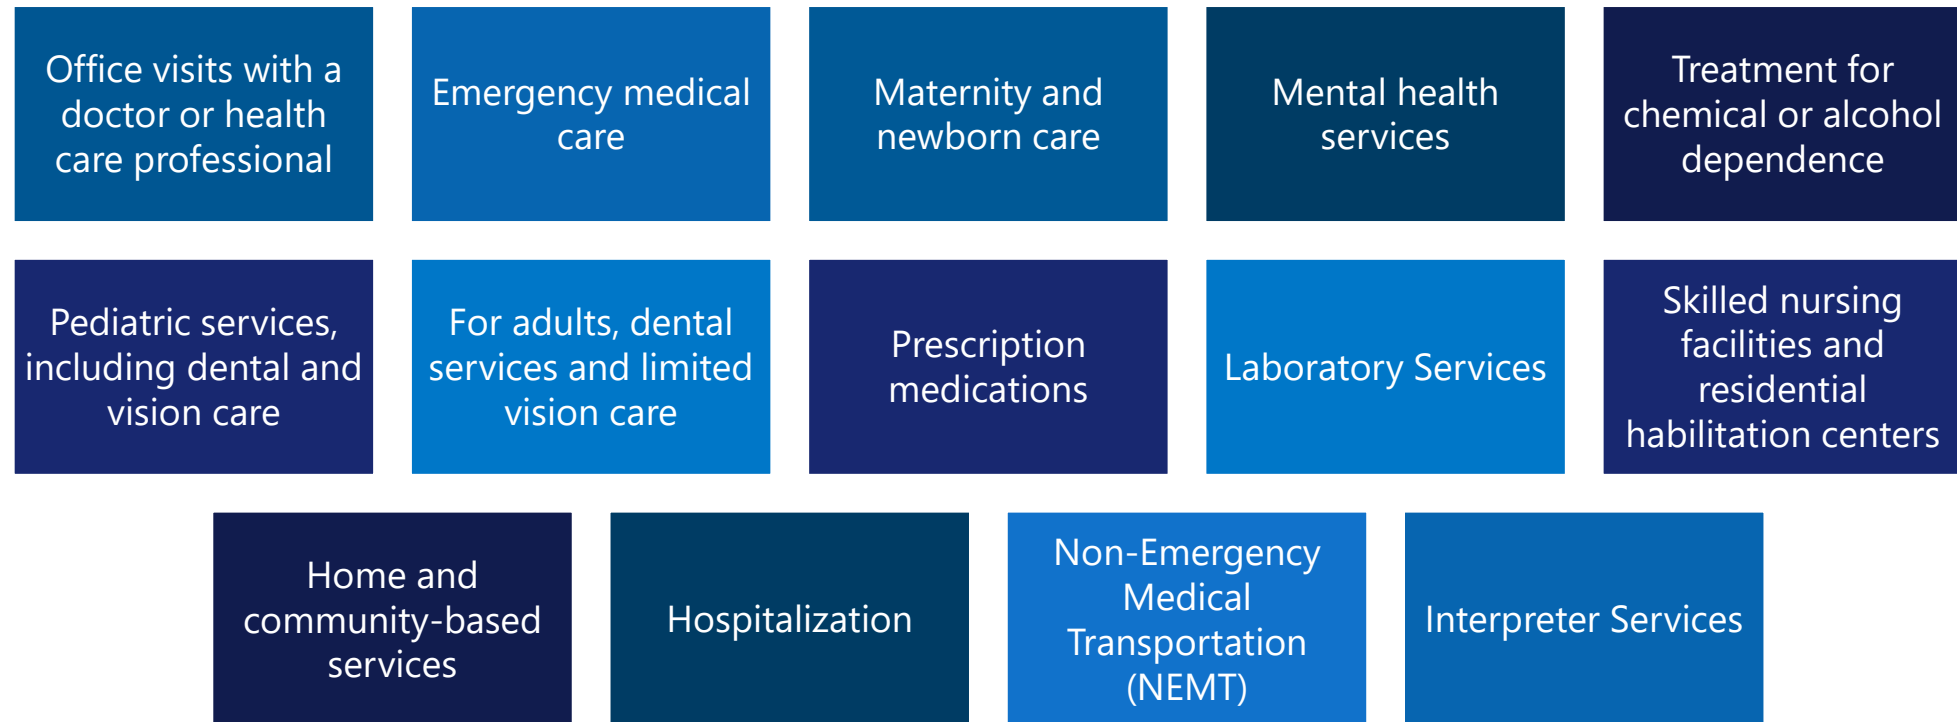 Office visits with a
doctor or health
care professional
Emergency medical
care
Maternity and
newborn care
Mental health
services
Treatment for
chemical or alcohol
dependence
Pediatric services,
including dental and
vision care
For adults, dental
services and limited
vision care
Prescription
medications
Laboratory Services
Skilled nursing
facilities and
residential
habilitation centers
Home and
community-based
services
Hospitalization
Non-Emergency
Medical
Transportation
(NEMT)
Interpreter Services